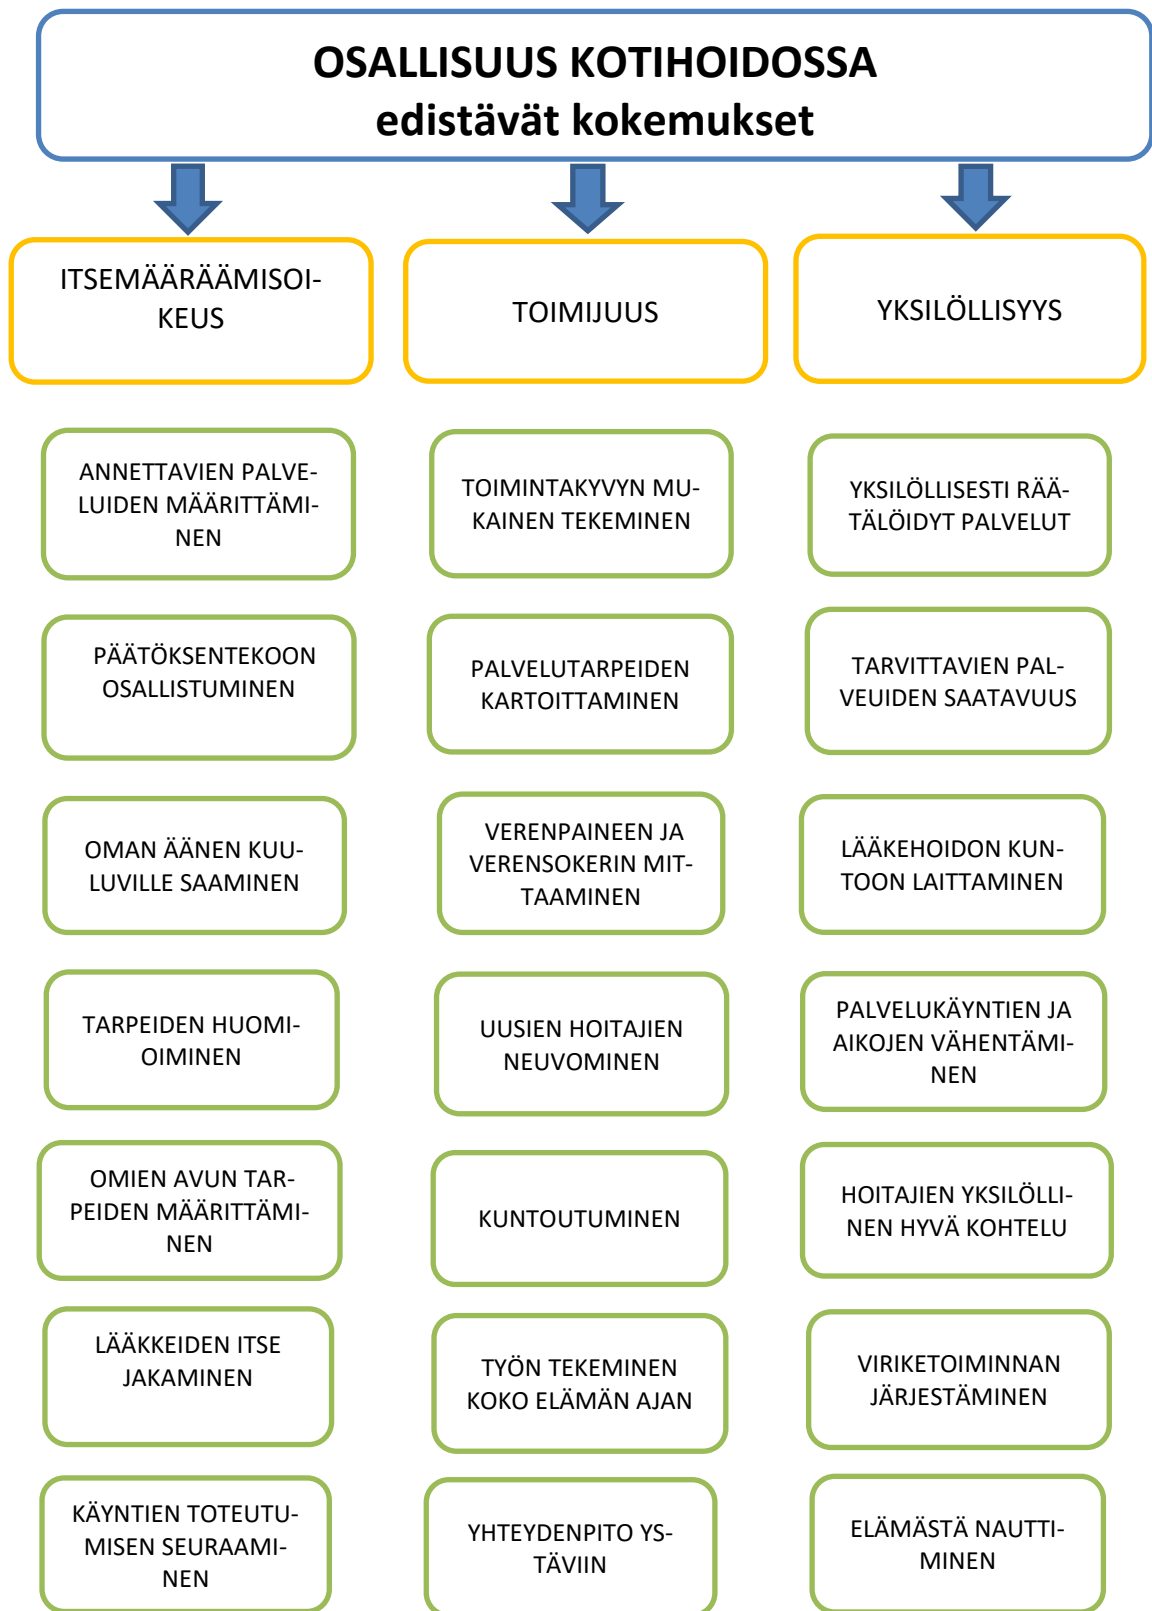 OSALLISUUS KOTIHOIDOSSA
edistävät kokemukset
ITSEMÄÄRÄÄMISOI-
KEUS
TOIMIJUUS
YKSILÖLLISYYS
ANNETTAVIEN PALVE-
LUIDEN MÄÄRITTÄMI-
NEN
TOIMINTAKYVYN MU-
KAINEN TEKEMINEN
YKSILÖLLISESTI RÄÄ-
TÄLÖIDYT PALVELUT
PÄÄTÖKSENTEKOON
OSALLISTUMINEN
PALVELUTARPEIDEN
KARTOITTAMINEN
TARVITTAVIEN PAL-
VEUIDEN SAATAVUUS
OMAN ÄÄNEN KUU-
LUVILLE SAAMINEN
VERENPAINEEN JA
VERENSOKERIN MIT-
TAAMINEN
LÄÄKEHOIDON KUN-
TOON LAITTAMINEN
TARPEIDEN HUOMI-
OIMINEN
UUSIEN HOITAJIEN
NEUVOMINEN
PALVELUKÄYNTIEN JA
AIKOJEN VÄHENTÄMI-
NEN
OMIEN AVUN TAR-
PEIDEN MÄÄRITTÄMI-
NEN
KUNTOUTUMINEN
HOITAJIEN YKSILÖLLI-
NEN HYVÄ KOHTELU
LÄÄKKEIDEN ITSE
JAKAMINEN
TYÖN TEKEMINEN
KOKO ELÄMÄN AJAN
VIRIKETOIMINNAN
JÄRJESTÄMINEN
KÄYNTIEN TOTEUTU-
MISEN SEURAAMI-
NEN
YHTEYDENPITO YS-
TÄVIIN
ELÄMÄSTÄ NAUTTI-
MINEN